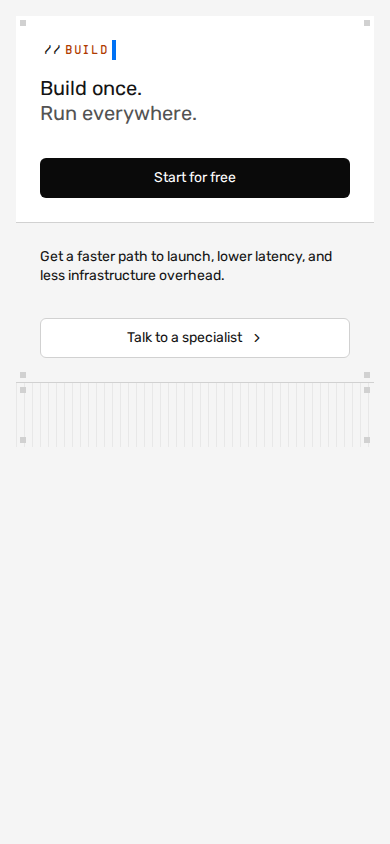 // BUILD
Build once.
Run everywhere.
Start for free
Get a faster path to launch, lower latency, and
less infrastructure overhead.
Talk to a specialist